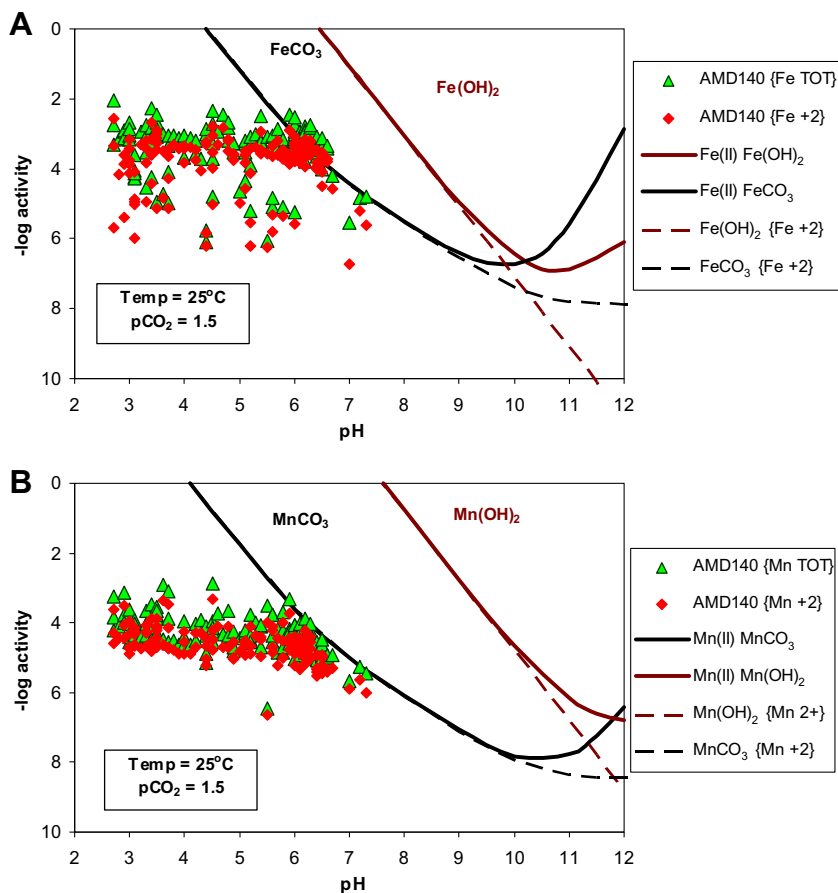 A
0
2
4
6
8
10
-log activity
FeCO3
Fe(OH)2
Temp = 25oC
pCO2 = 1.5
2 3 4 5 6 7 8 9 10 11 12
pH
AMD140 {Fe TOT}
AMD140 {Fe +2}
Fe(II) Fe(OH)2
Fe(II) FeCO3
Fe(OH)2 {Fe +2}
FeCO3 {Fe +2}
B
0
2
4
6
8
10
-log activity
MnCO3
Mn(OH)2
Temp = 25oC
pCO2 = 1.5
2 3 4 5 6 7 8 9 10 11 12
pH
AMD140 {Mn TOT}
AMD140 {Mn +2}
Mn(II) MnCO3
Mn(II) Mn(OH)2
Mn(OH)2 {Mn 2+}
MnCO3 {Mn +2}